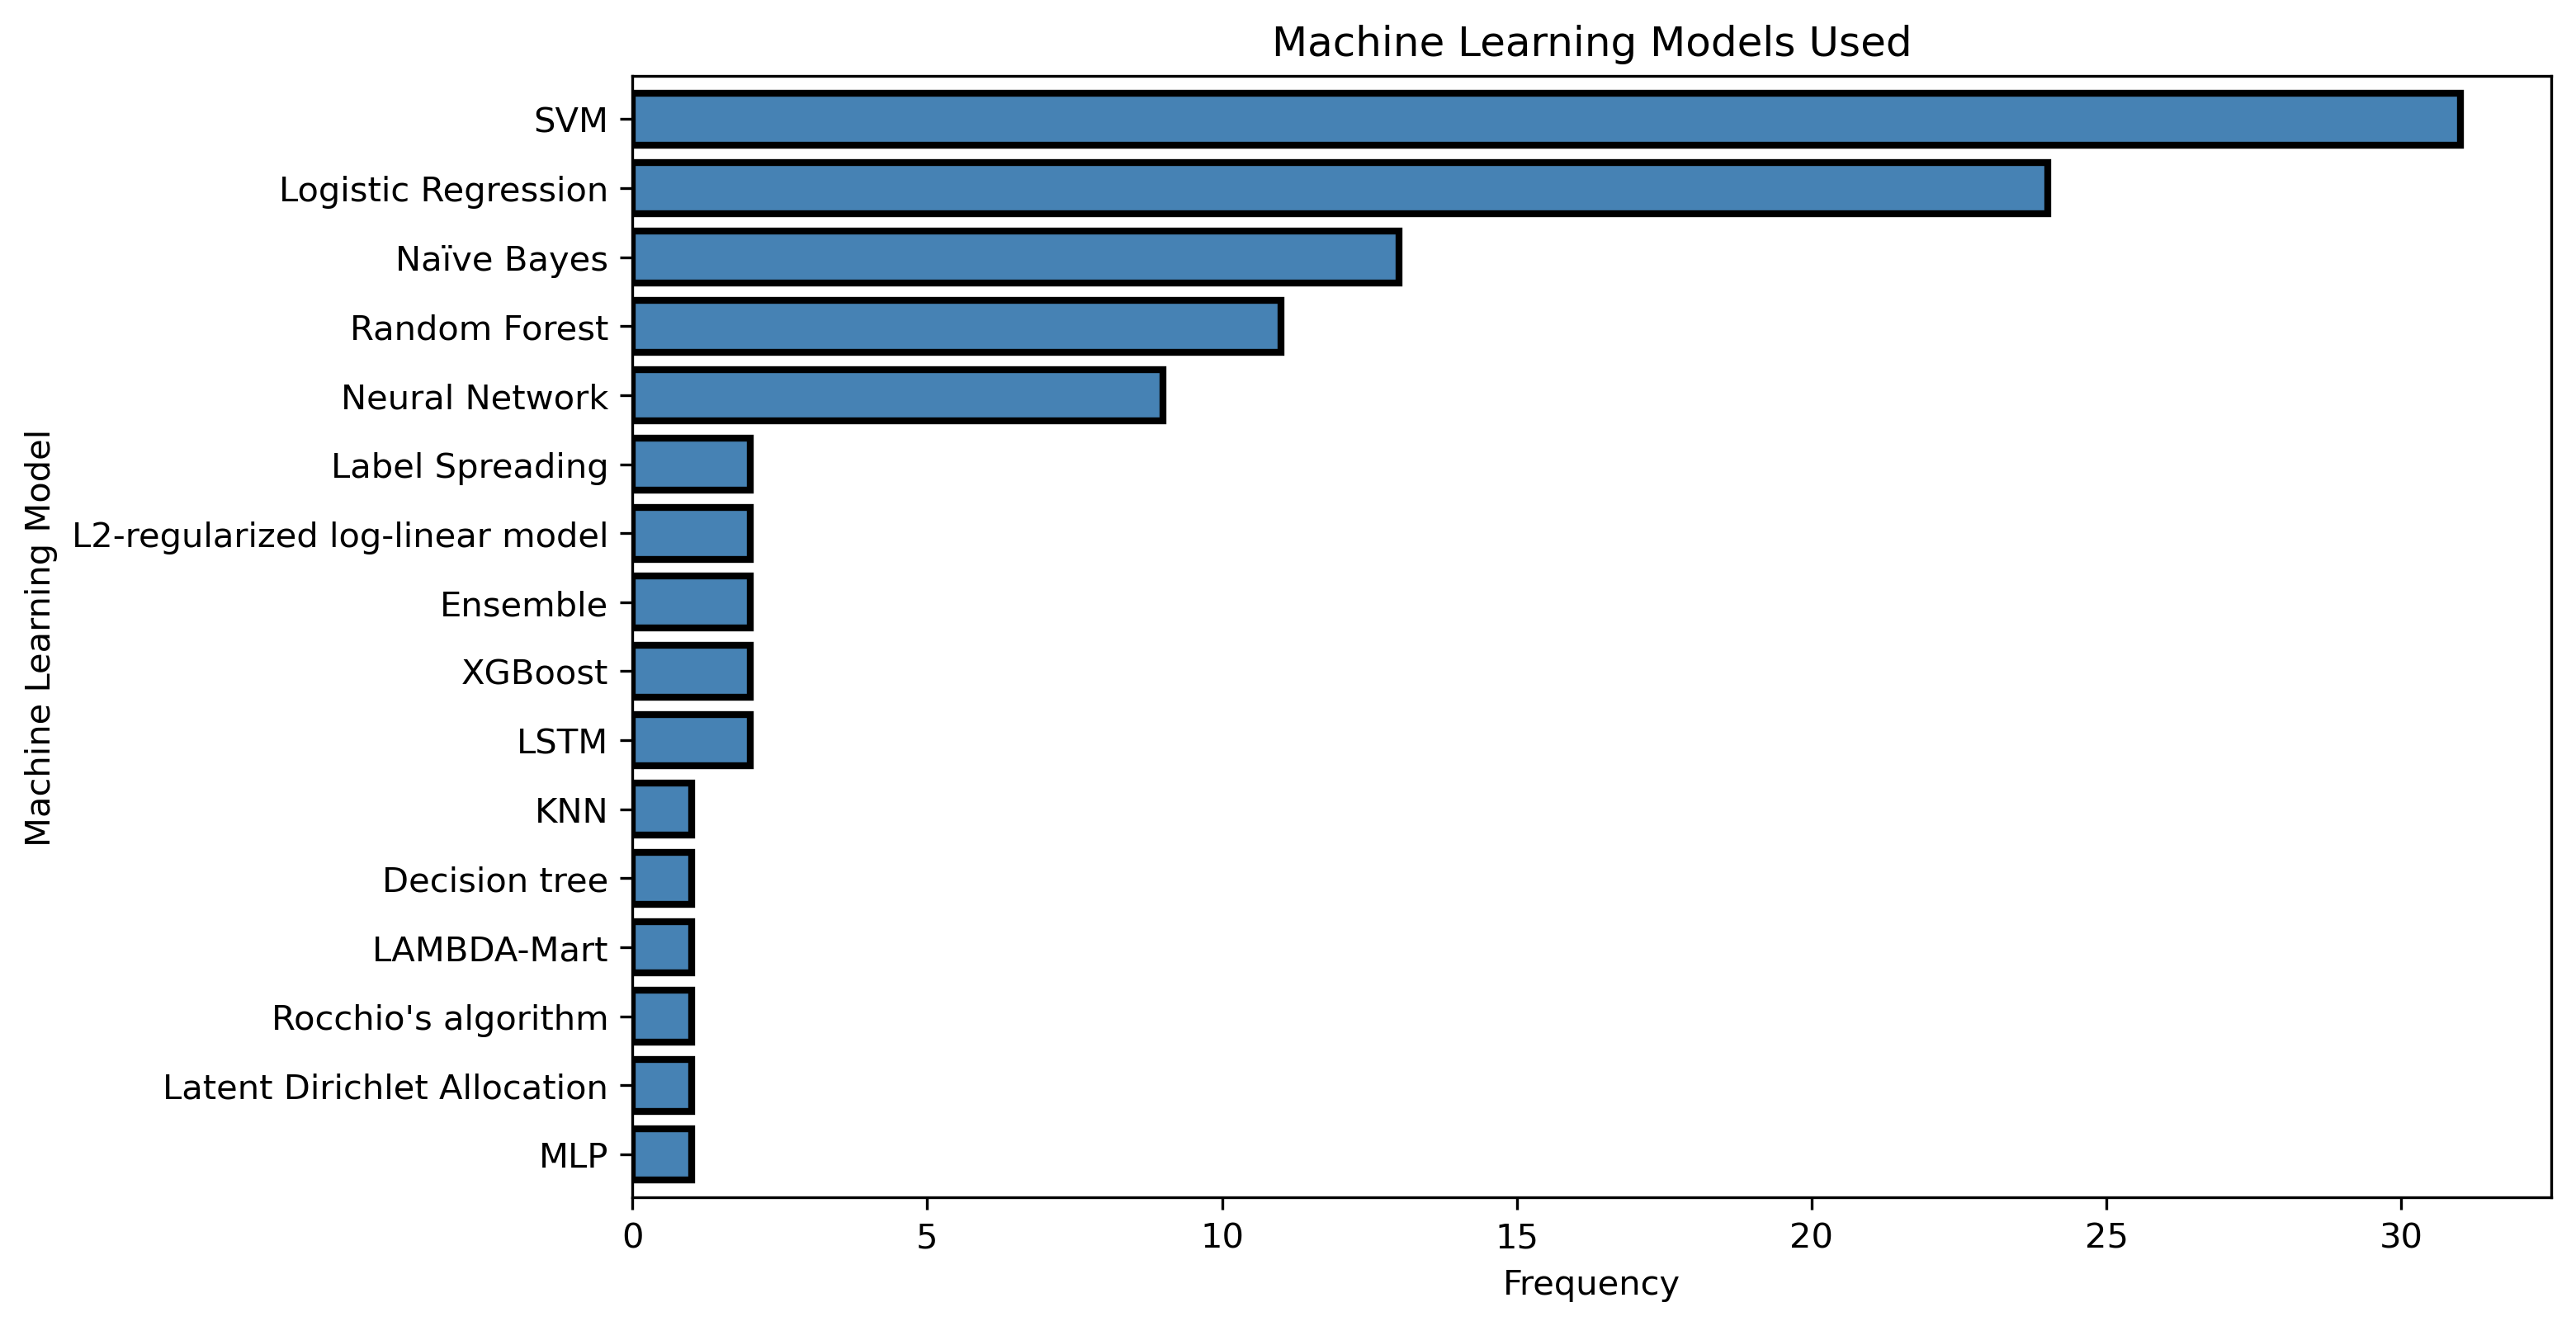 Machine Learning Models Used
Machine Learning Model
SVM
Logistic Regression
Naïve Bayes
Random Forest
Neural Network
Label Spreading
L2-regularized log-linear model
Ensemble
XGBoost
LSTM
KNN
Decision tree
LAMBDA-Mart
Rocchio's algorithm
Latent Dirichlet Allocation
MLP
0 5 10 15 20 25 30
Frequency